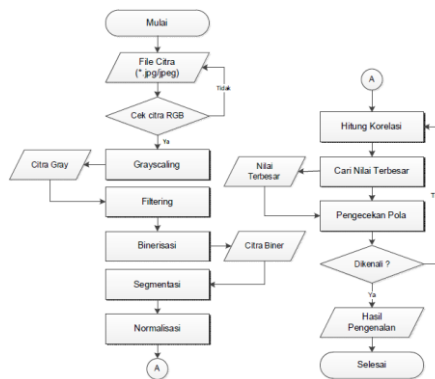 Mulai
File Citra
(*.jpg/jpeg)
Tidak
Cek citra RGB
Ya
Citra Gray
Grayscaling
Filtering
Binerisasi
Citra Biner
Segmentasi
Normalisasi
A
A
Hitung Korelasi
Nilai
Terbesar
Cari Nilai Terbesar
T
Pengecekan Pola
Dikenali ?
Ya
Hasil
Pengenalan
Selesai